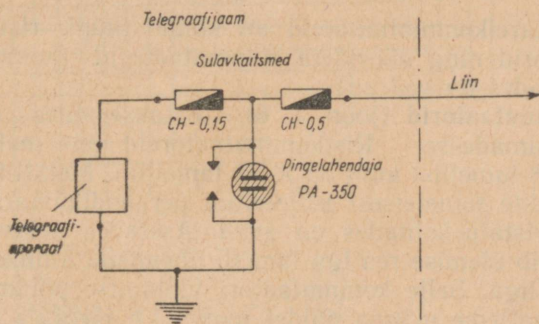 Telegraafijaam
Sulavkaitsmed
Liin
CH-0,15
CH-0,5
Pingelahendaja
PA-350
Telegraafi-
aparaat